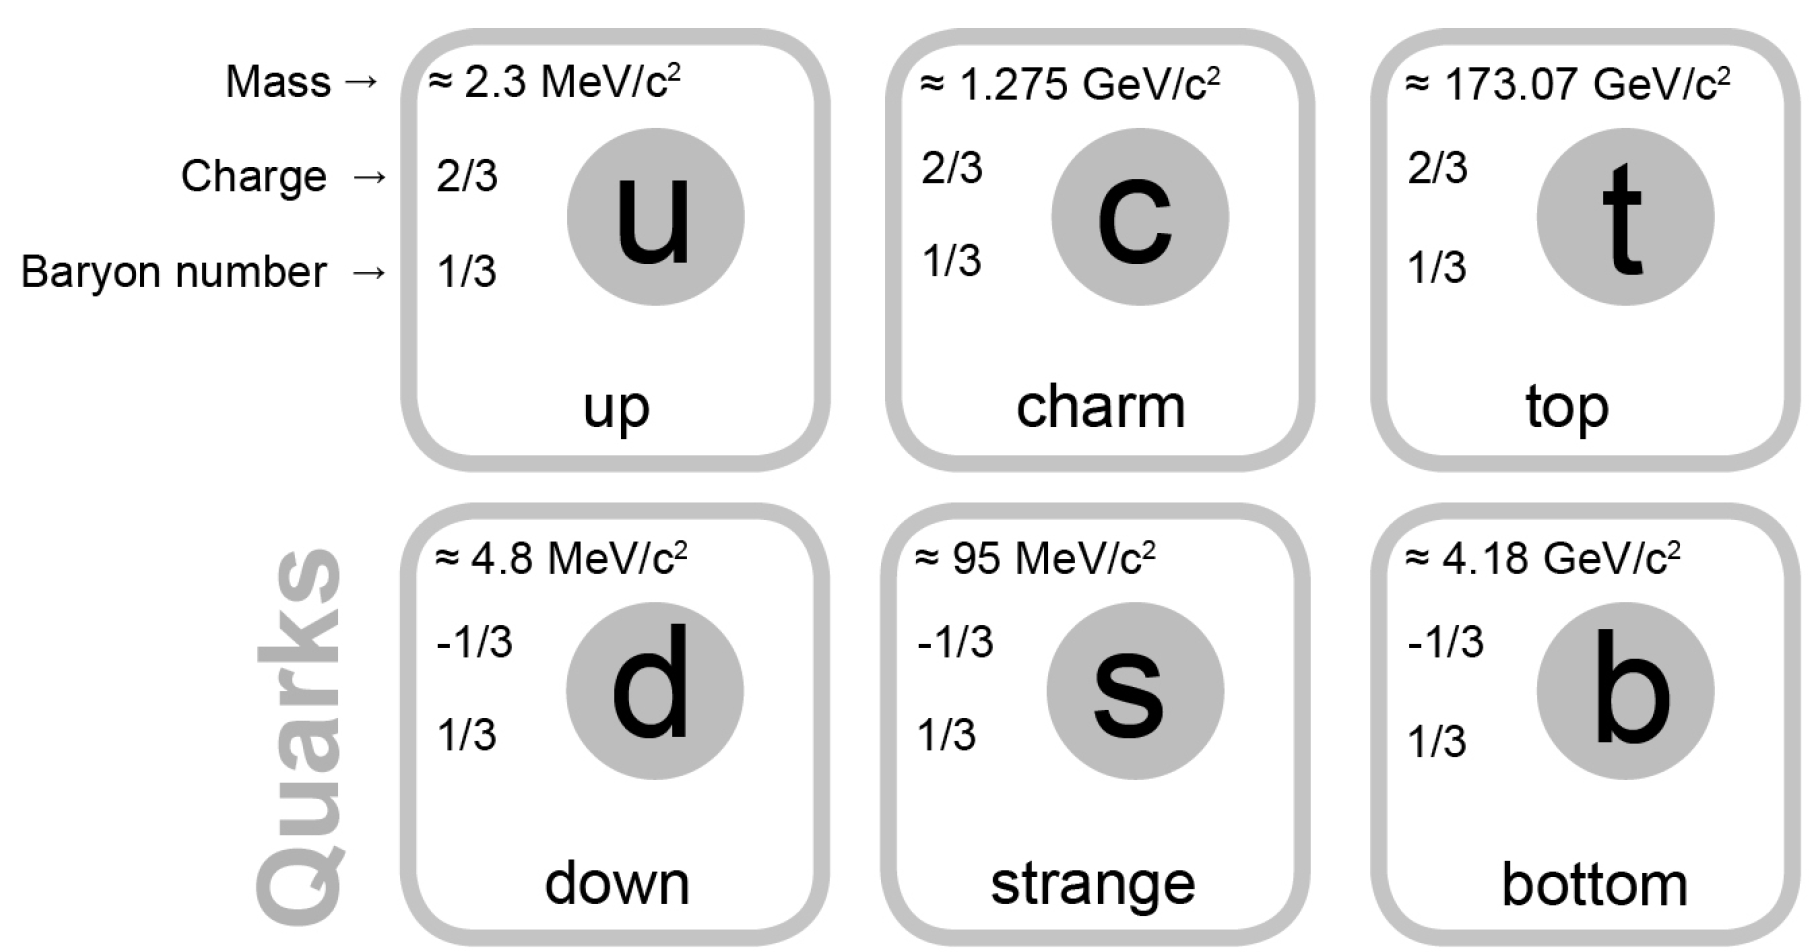 Mass →
Charge →
Baryon number →
≈ 2.3 MeV/c²
2/3
1/3
u
up
≈ 1.275 GeV/c²
2/3
1/3
c
charm
≈ 173.07 GeV/c²
2/3
1/3
t
top
Quarks
≈ 4.8 MeV/c²
-1/3
1/3
d
down
≈ 95 MeV/c²
-1/3
1/3
s
strange
≈ 4.18 GeV/c²
-1/3
1/3
b
bottom